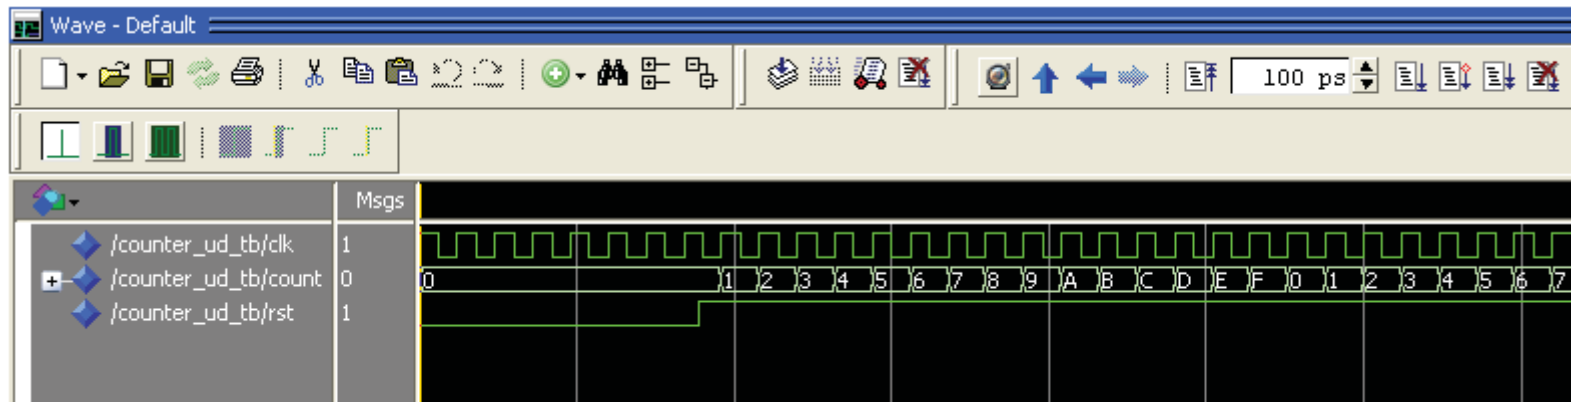 Wave - Default
100 ps
Msgs
/counter_ud_tb/clk 1
/counter_ud_tb/count 0 0 1 2 3 4 5 6 7 8 9 A B C D E F 0 1 2 3 4 5 6 7
/counter_ud_tb/rst 1